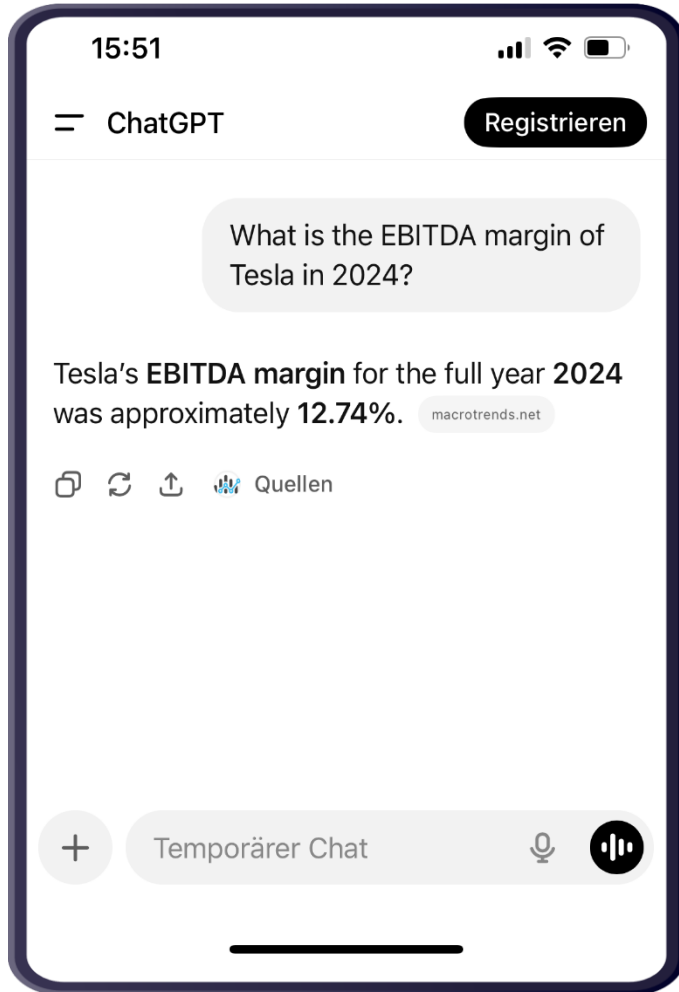 15:51
ChatGPT
Registrieren
What is the EBITDA margin of
Tesla in 2024?
Tesla's EBITDA margin for the full year 2024
was approximately 12.74%. macrotrends.net
Quellen
Temporärer Chat